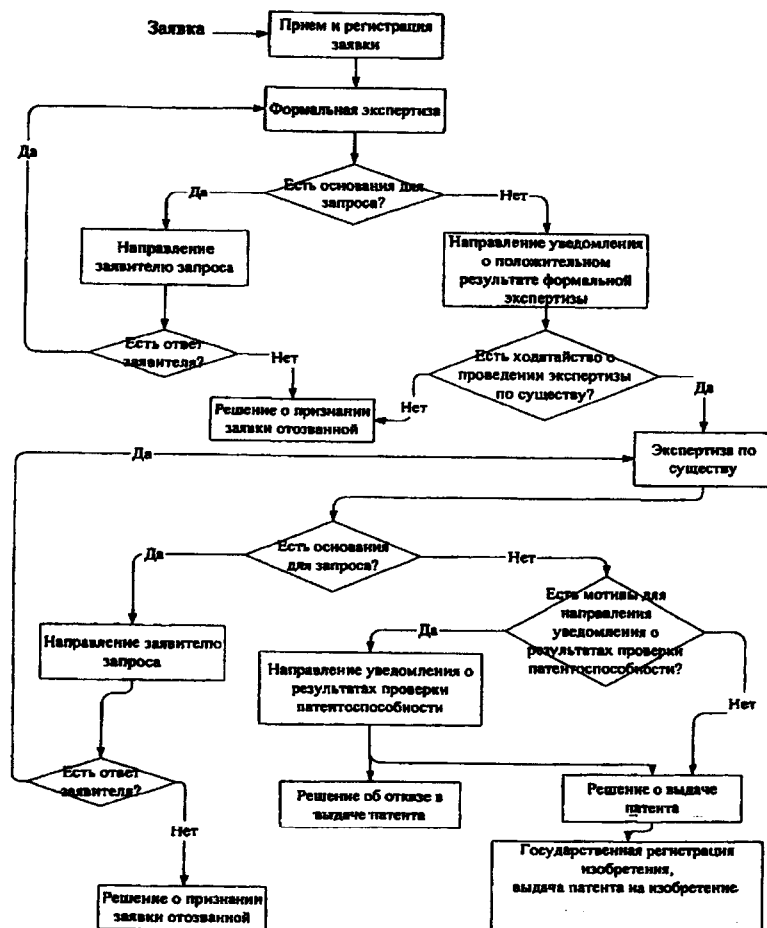 Заявка
Прием и регистрация
заявки
Формальная экспертиза
Да
Есть основания для
запроса?
Да
Нет
Направление
заявителю запроса
Направление уведомления
о положительном
результате формальной
экспертизы
Есть ответ
заявителя?
Нет
Есть ходатайство о
проведении экспертизы
по существу?
Нет
Да
Решение о признании
заявки отозванной
Да
Экспертиза по
существу
Есть основания
для запроса?
Да
Нет
Есть мотивы для
направления
уведомления о
результатах проверки
патентоспособности?
Да
Нет
Направление заявителю
запроса
Направление уведомления о
результатах проверки
патентоспособности
Есть ответ
заявителя?
Нет
Решение об отказе в
выдаче патента
Решение о выдаче
патента
Государственная регистрация
изобретения,
выдача патента на изобретение
Решение о признании
заявки отозванной